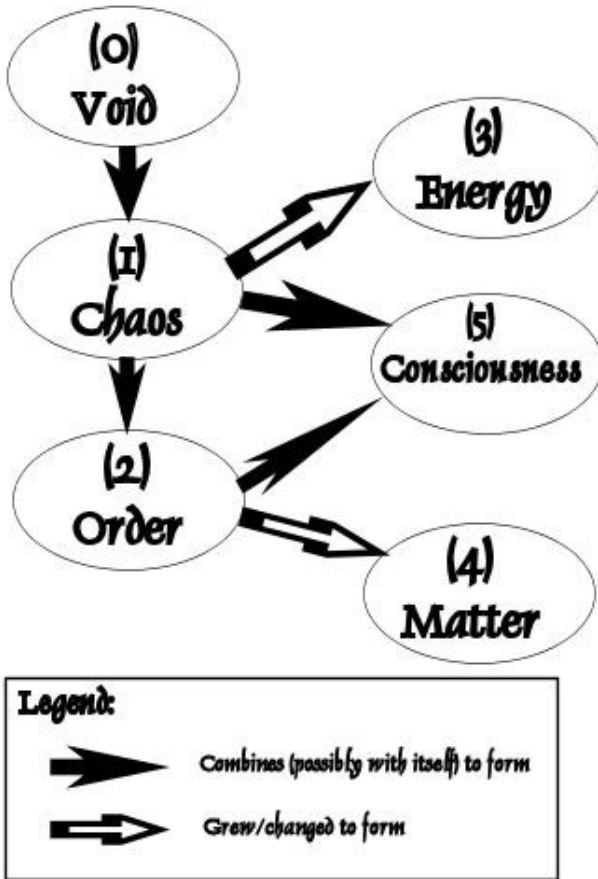 (0)
Void
(3)
Energy
(1)
Chaos
(5)
Consciousness
(2)
Order
(4)
Matter
Legend:
Combines (possibly with itself) to form
Grew/changed to form